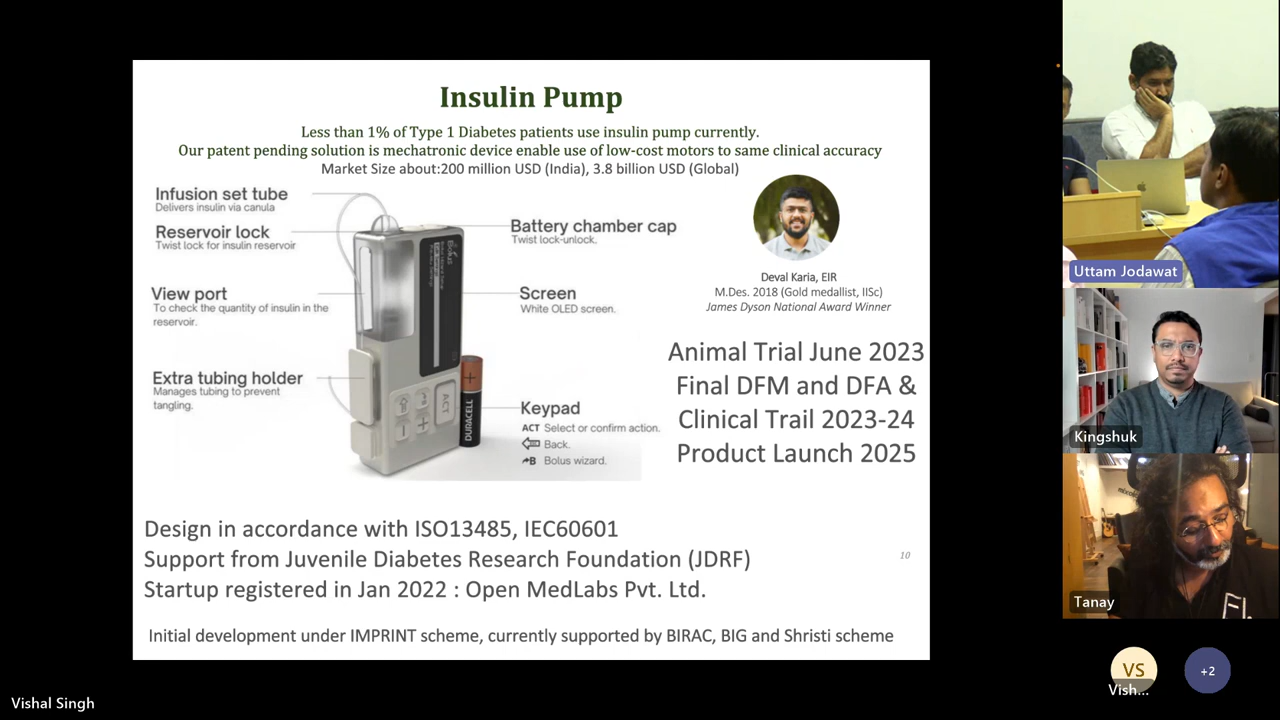 Insulin Pump
Less than 1% of Type 1 Diabetes patients use insulin pump currently.
Our patent pending solution is mechatronic device enable use of low-cost motors to same clinical accuracy
Market Size about:200 million USD (India), 3.8 billion USD (Global)
Infusion set tube
Delivers insulin via canula
Reservoir lock
Twist lock for insulin reservoir
View port
To check the quantity of insulin in the
reservoir.
Extra tubing holder
Manages tubing to prevent
tangling.
Battery chamber cap
Twist lock-unlock.
Screen
White OLED screen.
Keypad
ACT Select or confirm action.
Back.
B Bolus wizard.
ACT
DURACELL
Deval Karia, EIR
M.Des. 2018 (Gold medallist, IISc)
James Dyson National Award Winner
Animal Trial June 2023
Final DFM and DFA &
Clinical Trail 2023-24
Product Launch 2025
Design in accordance with ISO13485, IEC60601
Support from Juvenile Diabetes Research Foundation (JDRF)
Startup registered in Jan 2022 : Open MedLabs Pvt. Ltd.
10
Initial development under IMPRINT scheme, currently supported by BIRAC, BIG and Shristi scheme
Uttam Jodawat
Kingshuk
Tanay
VS
Vish...
+2
Vishal Singh